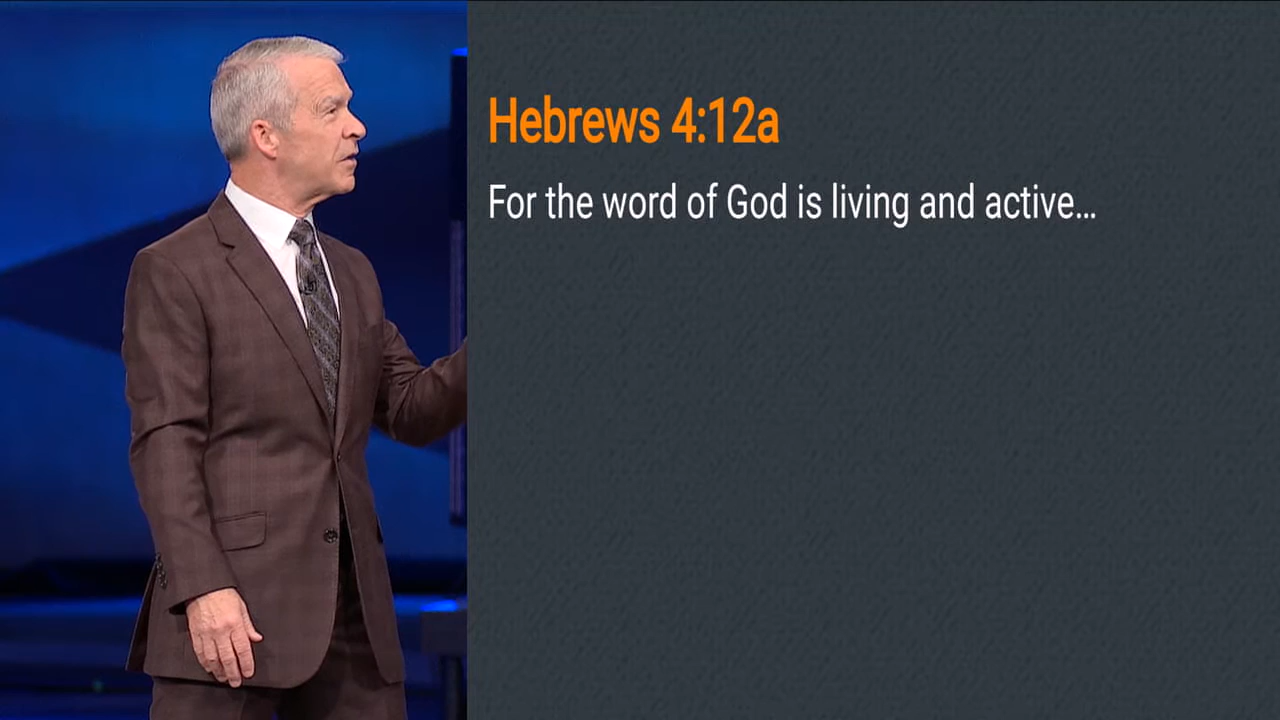 Hebrews 4:12a
For the word of God is living and active…